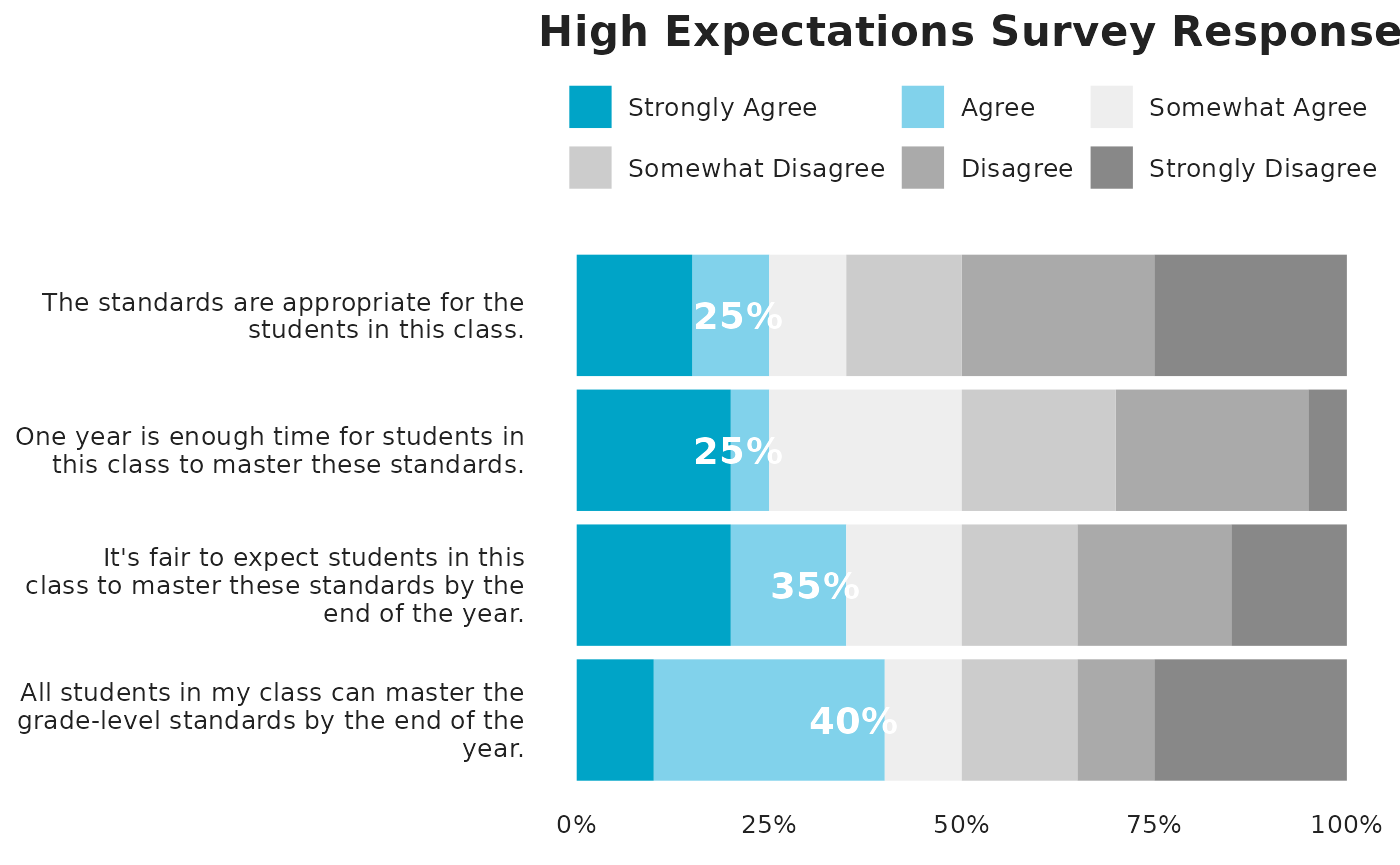 High Expectations Survey Response
Strongly Agree
Agree
Somewhat Agree
Somewhat Disagree
Disagree
Strongly Disagree
The standards are appropriate for the
students in this class.
25%
One year is enough time for students in
this class to master these standards.
25%
It's fair to expect students in this
class to master these standards by the
end of the year.
35%
All students in my class can master the
grade-level standards by the end of the
year.
40%
0%
25%
50%
75%
100%